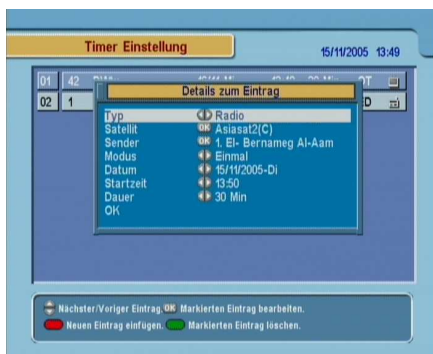 Timer Einstellung
15/11/2005 13:49
01 42
Details zum Eintrag
02 1
Typ Radio
Satellit OK Asiasat2(C)
Sender OK 1. El- Bernameg Al-Aam
Modus Einmal
Datum 15/11/2005-Di
Startzeit 13:50
Dauer 30 Min
OK
Nächster/Voriger Eintrag, OK Markierten Eintrag bearbeiten.
Neuen Eintrag einfügen. Markierten Eintrag löschen.